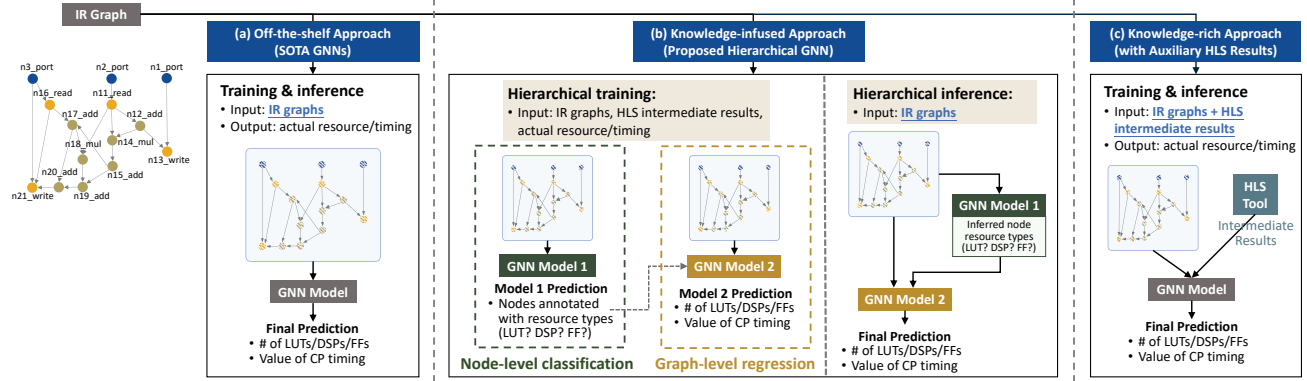 IR Graph
n3_port
n2_port
n1_port
n16_read
n11_read
n17_add
n12_add
n18_mul
n14_mul
n13_write
n20_add
n15_add
n21_write
n19_add
(a) Off-the-shelf Approach
(SOTA GNNs)
Training & inference
• Input: IR graphs
• Output: actual resource/timing
GNN Model
Final Prediction
• # of LUTs/DSPs/FFs
• Value of CP timing
(b) Knowledge-infused Approach
(Proposed Hierarchical GNN)
Hierarchical training:
• Input: IR graphs, HLS intermediate results,
actual resource/timing
GNN Model 1
Model 1 Prediction
• Nodes annotated
with resource types
(LUT? DSP? FF?)
Node-level classification
GNN Model 2
Model 2 Prediction
• # of LUTs/DSPs/FFs
• Value of CP timing
Graph-level regression
Hierarchical inference:
• Input: IR graphs
GNN Model 1
Inferred node
resource types
(LUT? DSP? FF?)
GNN Model 2
Final Prediction
• # of LUTs/DSPs/FFs
• Value of CP timing
(c) Knowledge-rich Approach
(with Auxiliary HLS Results)
Training & inference
• Input: IR graphs + HLS
intermediate results
• Output: actual resource/timing
HLS
Tool
Intermediate
Results
GNN Model
Final Prediction
• # of LUTs/DSPs/FFs
• Value of CP timing